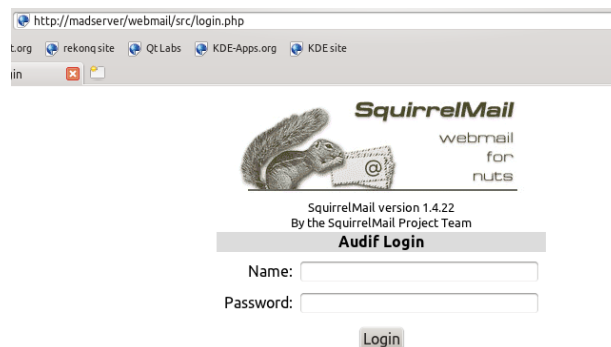 http://madserver/webmail/src/login.php
t.org rekonq site Qt Labs KDE-Apps.org KDE site
in
SquirrelMail
webmail
for
nuts
@
SquirrelMail version 1.4.22
By the SquirrelMail Project Team
Audif Login
Name:
Password:
Login